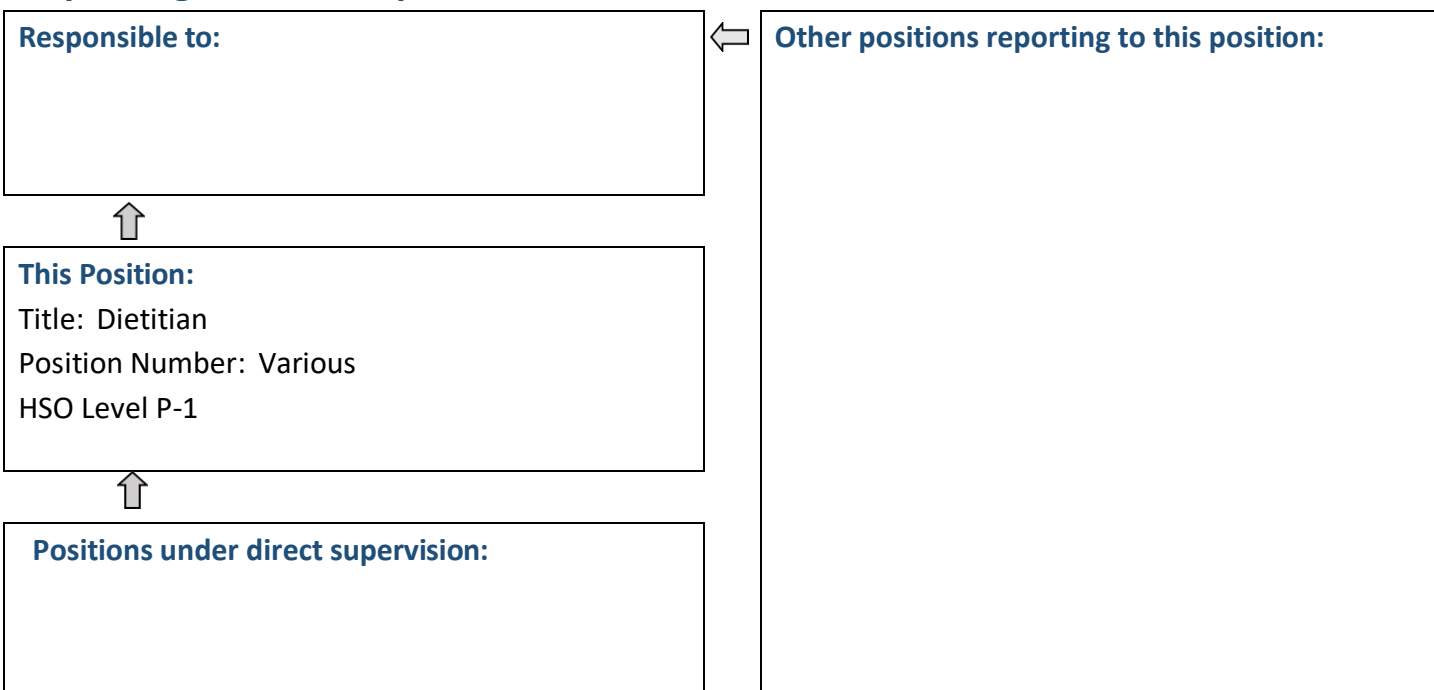 Responsible to:
Other positions reporting to this position:
This Position:
Title: Dietitian
Position Number: Various
HSO Level P-1
Positions under direct supervision: